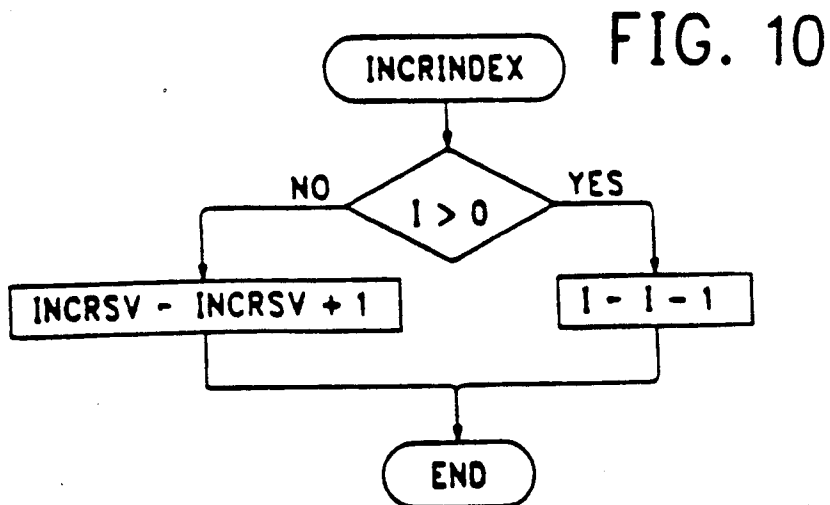 FIG. 10
INCRINDEX
NO
YES
I > 0
INCRSV - INCRSV + 1
I - I - 1
END